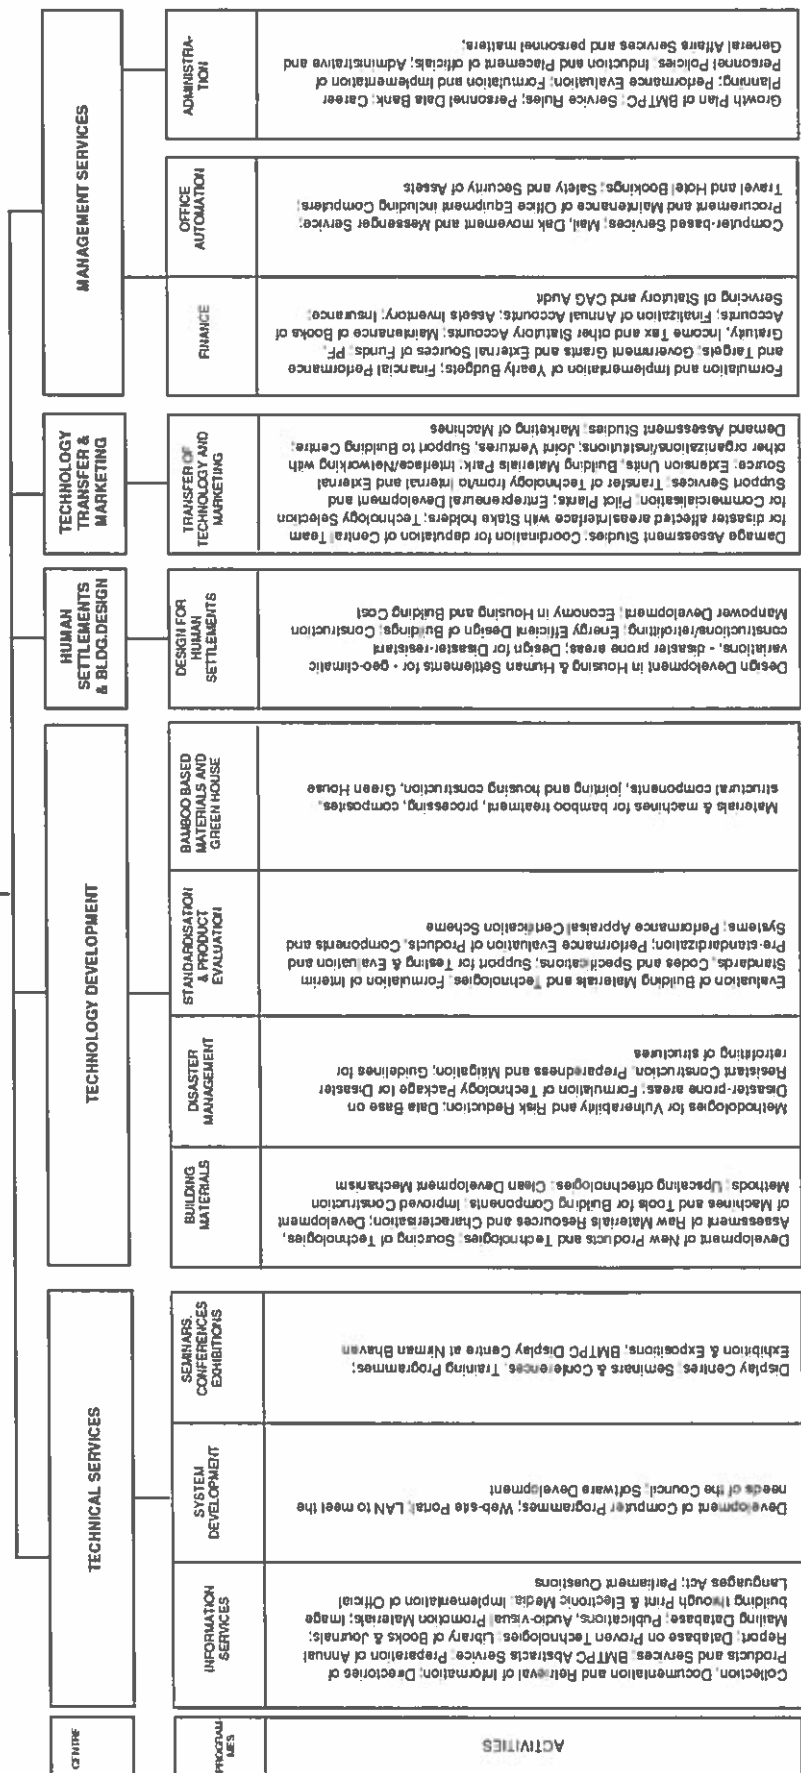 CENTRE
TECHNICAL SERVICES
TECHNOLOGY DEVELOPMENT
HUMAN
SETTLEMENTS
& BLDG.DESIGN
TECHNOLOGY
TRANSFER &
MARKETING
MANAGEMENT SERVICES
PROGRAM-
MES
INFORMATION
SERVICES
SYSTEM
DEVELOPMENT
SEMINARS,
CONFERENCES
EXHIBITIONS
BUILDING
MATERIALS
DISASTER
MANAGEMENT
STANDARDISATION
& PRODUCT
EVALUATION
BAMBOO BASED
MATERIALS AND
GREEN HOUSE
DESIGN FOR
HUMAN
SETTLEMENTS
TRANSFER OF
TECHNOLOGY AND
MARKETING
FINANCE
OFFICE
AUTOMATION
ADMINISTRA-
TION
ACTIVITIES
Collection, Documentation and Retrieval of Information; Directories of
Products and Services; BMTPC Abstracts Service; Preparation of Annual
Report; Database on Proven Technologies; Library of Books & Journals;
Mailing Database; Publications, Audio-visual Promotion Materials; Image
building through Print & Electronic Media; Implementation of Official
Languages Act; Parliament Questions
Development of Computer Programmes; Web-site Portal; LAN to meet the
needs of the Council, Software Development
Display Centres; Seminars & Conferences, Training Programmes;
Exhibition & Expositions; BMTPC Display Centre at Nirman Bhavan
Development of New Products and Technologies; Sourcing of Technologies,
Assessment of Raw Materials Resources and Characterisation; Development
of Machines and Tools for Building Components; Improved Construction
Methods; Upscaling oftechnologies; Clean Development Mechanism
Methodologies for Vulnerability and Risk Reduction; Data Base on
Disaster-prone areas; Formulation of Technology Package for Disaster
Resistant Construction, Preparedness and Mitigation; Guidelines for
retrofitting of structures
Evaluation of Building Materials and Technologies; Formulation of Interim
Standards, Codes and Specifications; Support for Testing & Evaluation and
Pre-standardization; Performance Evaluation of Products, Components and
Systems; Performance Appraisal Certification Scheme
Materials & machines for bamboo treatment, processing, composites,
structural components, jointing and housing construction, Green House
Design Development in Housing & Human Settlements for - geo-climatic
variations, - disaster prone areas; Design for Disaster-resistant
constructions/retrofitting; Energy Efficient Design of Buildings; Construction
Manpower Development; Economy in Housing and Building Cost
Damage Assessment Studies; Coordination for deputation of Central Team
for disaster affected areasInterface with Stake holders; Technology Selection
for Commercialisation; Pilot Plants; Entrepreneurial Development and
Support Services; Transfer of Technology from/to Internal and External
Source; Extension Units, Building Materials Park; Interface/Networking with
other organizations/institutions; Joint Ventures, Support to Building Centre;
Demand Assessment Studies; Marketing of Machines
Formulation and Implementation of Yearly Budgets; Financial Performance
and Targets; Government Grants and External Sources of Funds; PF,
Gratuity, Income Tax and other Statutory Accounts; Maintenance of Books of
Accounts; Finalization of Annual Accounts; Assets Inventory; Insurance;
Servicing of Statutory and CAG Audit
Computer-based Services; Mail, Dak movement and Messenger Service;
Procurement and Maintenance of Office Equipment including Computers;
Travel and Hotel Bookings; Safety and Security of Assets
Growth Plan of BMTPC; Service Rules; Personnel Data Bank; Career
Planning; Performance Evaluation; Formulation and Implementation of
Personnel Policies; Induction and Placement of officials; Administrative and
General Affairs Services and personnel matters;